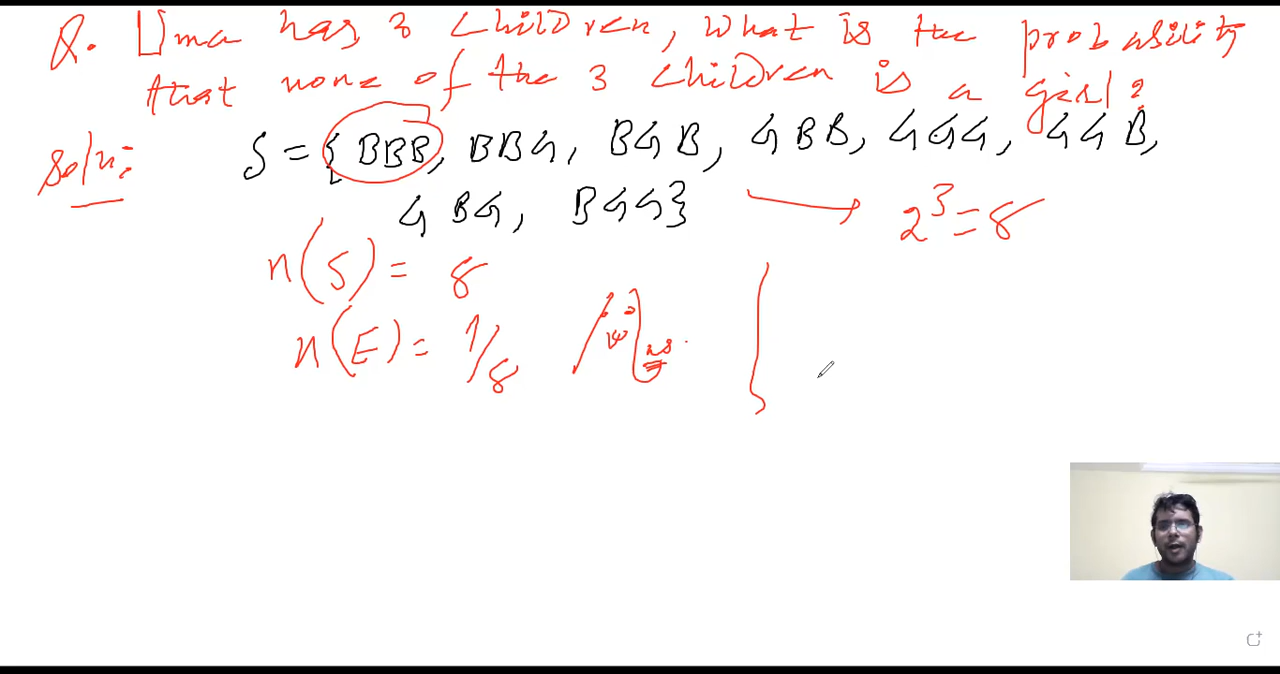 Q. Uma has 3 children, what is the probability
that none of the 3 children is a girl?
Soln:
S = { BBB, BBG, BGB, GBB, GGG, GGB,
GBG, BGG} → 2³ = 8
n(S) = 8
n(E) = 1/8